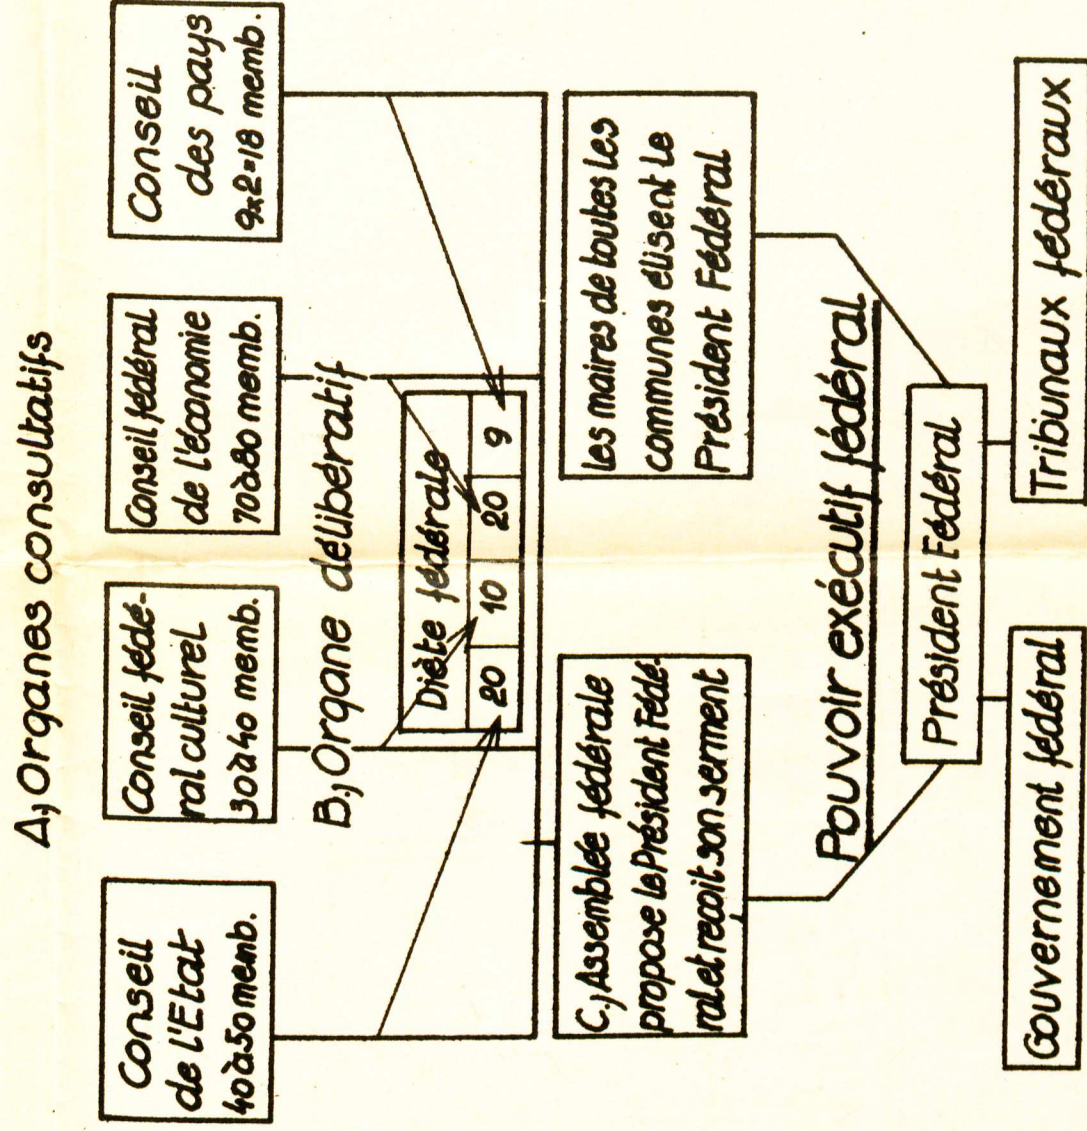 A.) Organes consultatifs
Conseil
de l'Etat
40 à 50 memb.
Conseil fédé-
ral culturel
30 à 40 memb.
Conseil fédéral
de l'économie
70 à 80 memb.
Conseil
des pays
9x2=18 memb.
B.) Organe délibératif
Diète fédérale
20 10 20 9
C.) Assemblée fédérale
propose le Président Fédé-
ral et reçoit son serment
Les maires de toutes les
communes élisent le
Président Fédéral
Pouvoir exécutif fédéral
Président Fédéral
Gouvernement fédéral
Tribunaux fédéraux